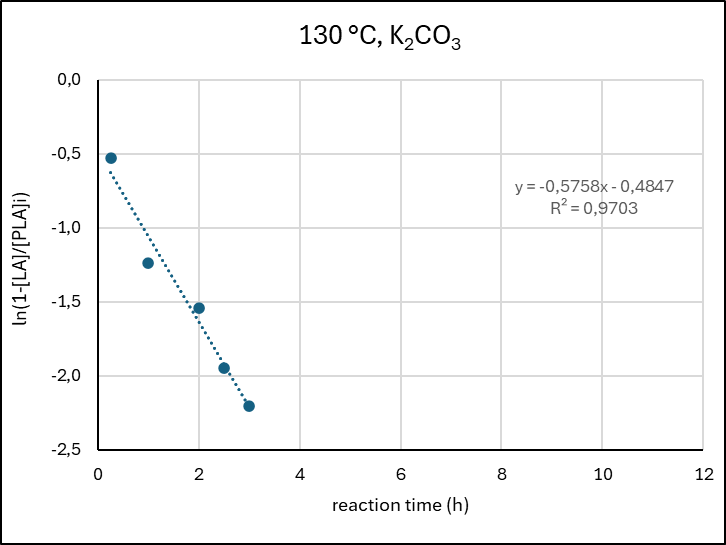 130 °C, K₂CO₃
0,0
-0,5
-1,0
-1,5
-2,0
-2,5
ln(1-[LA]/[PLA]i)
y = -0,5758x - 0,4847
R² = 0,9703
0 2 4 6 8 10 12
reaction time (h)